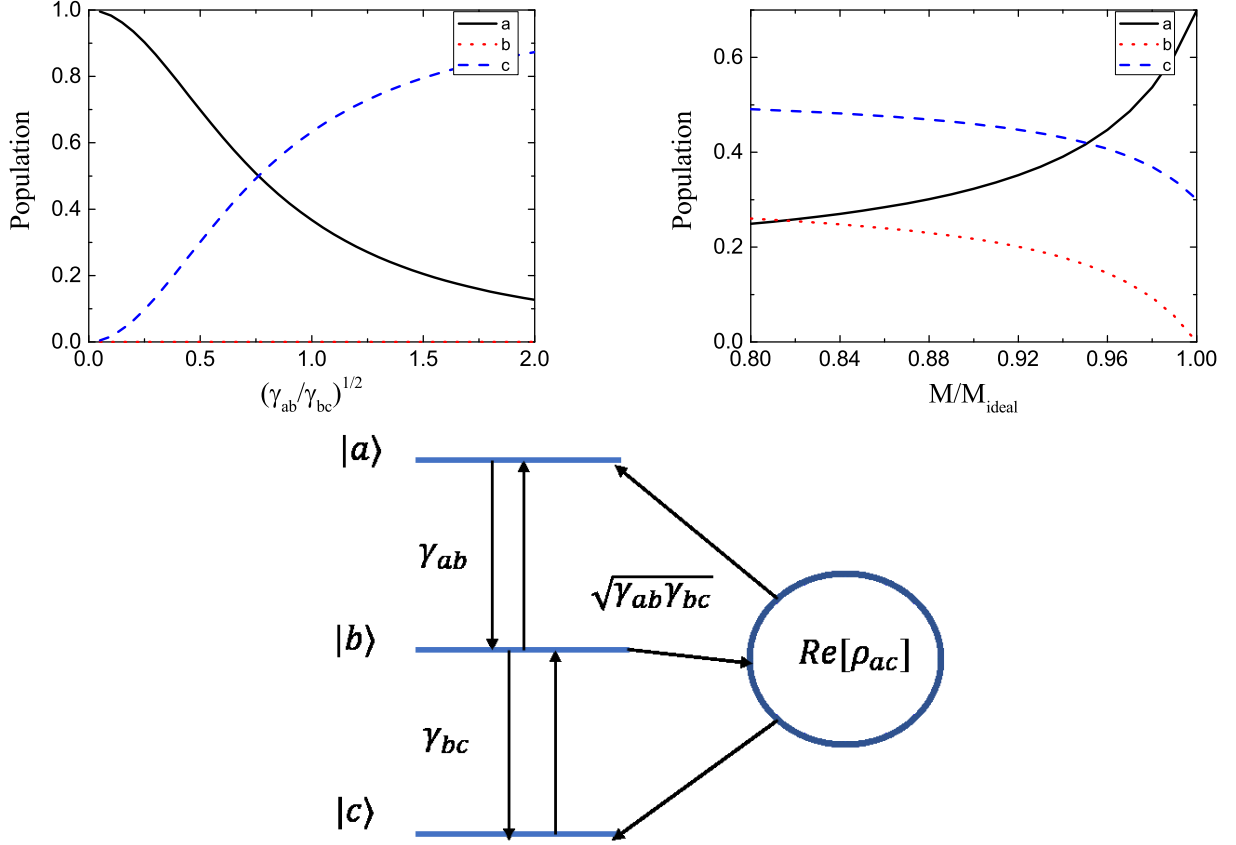 1.0
0.8
0.6
0.4
0.2
0.0
Population
a
b
c
0.0 0.5 1.0 1.5 2.0
(γab/γbc)1/2
0.6
0.4
0.2
0.0
Population
a
b
c
0.80 0.84 0.88 0.92 0.96 1.00
M/Mideal
|a⟩
γab
√γabγbc
|b⟩
Re[ρac]
γbc
|c⟩